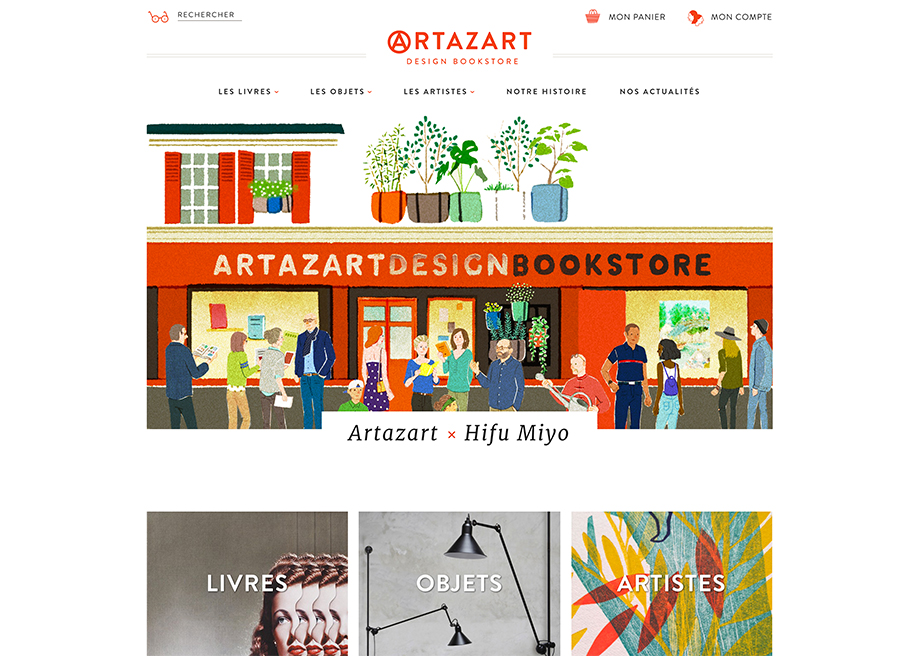 RECHERCHER
MON PANIER
MON COMPTE
ARTAZART
DESIGN BOOKSTORE
LES LIVRES
LES OBJETS
LES ARTISTES
NOTRE HISTOIRE
NOS ACTUALITÉS
ARTAZARTDESIGNBOOKSTORE
Artazart × Hifu Miyo
LIVRES
OBJETS
ARTISTES